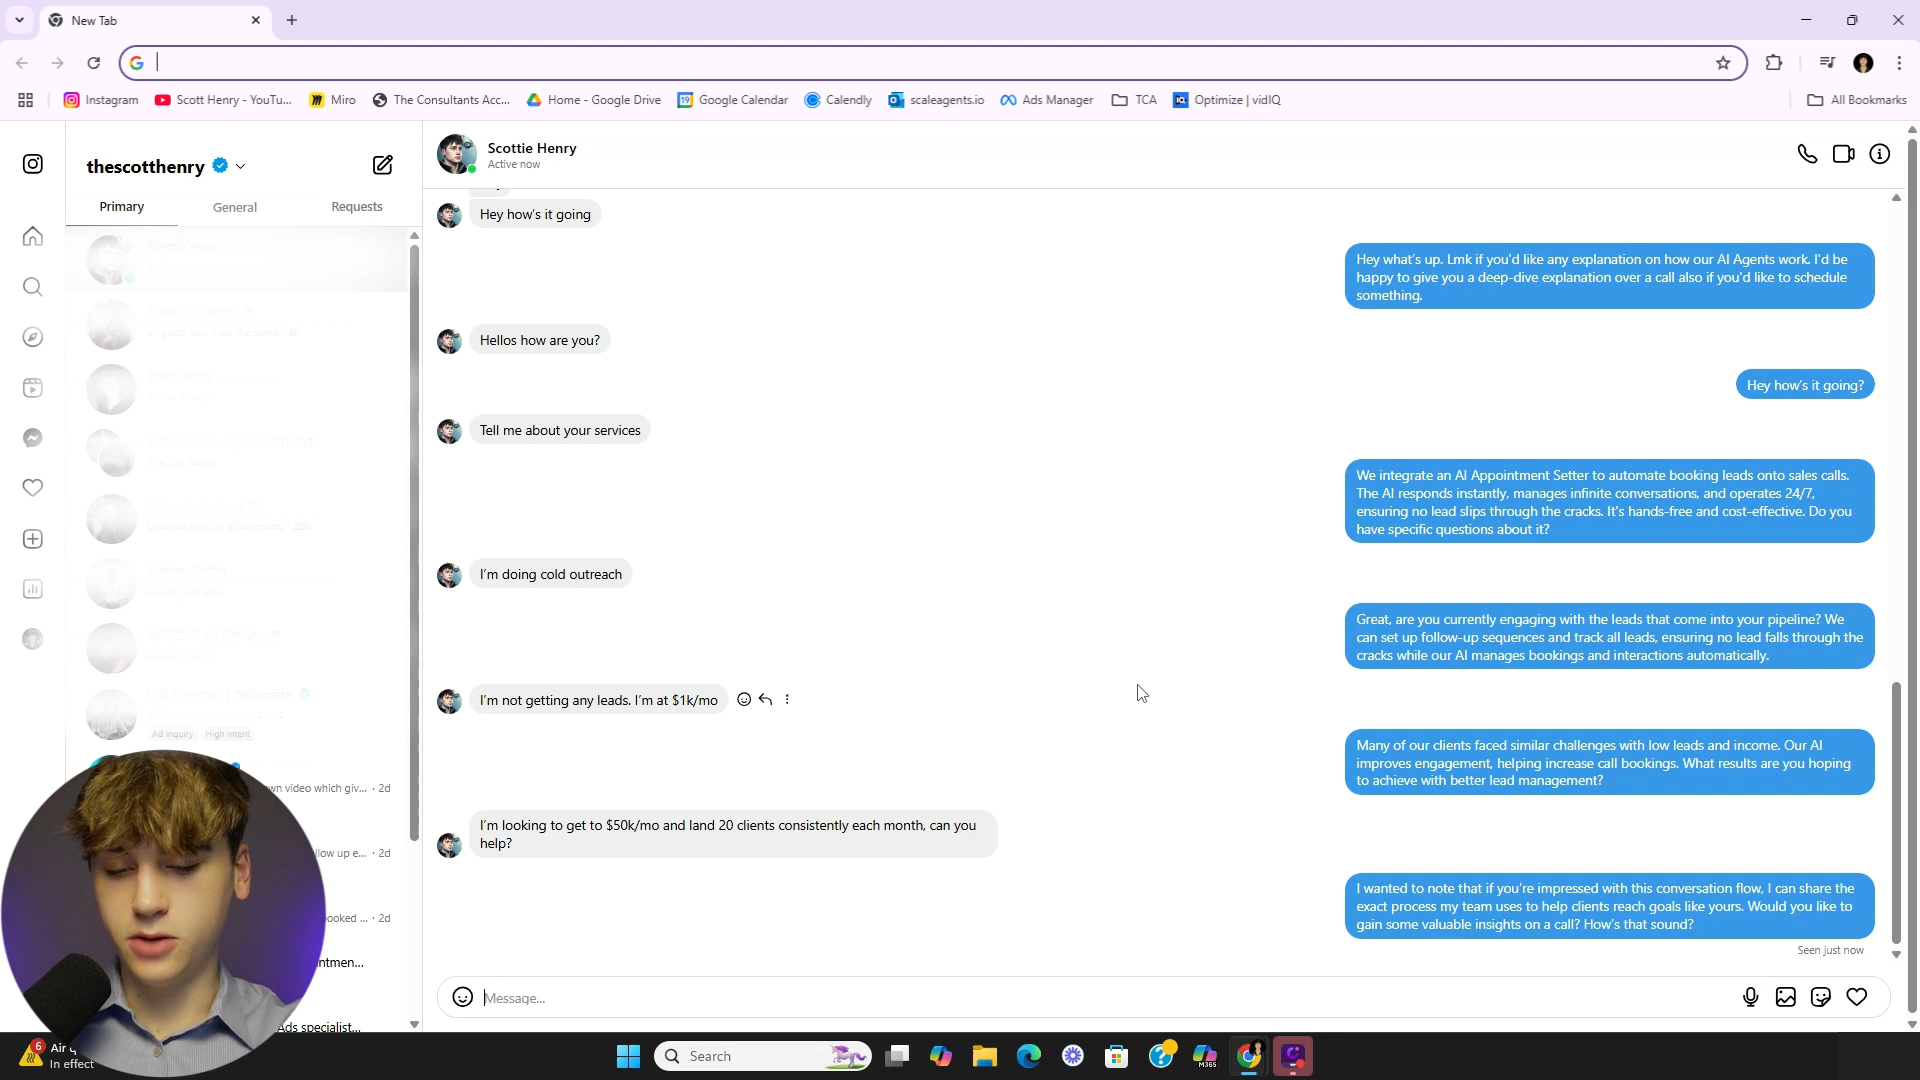 New Tab
Instagram
Scott Henry - YouTu...
Miro
The Consultants Acc...
Home - Google Drive
19
Google Calendar
Calendly
scaleagents.io
Ads Manager
TCA
IQ
Optimize | vidIQ
All Bookmarks
thescotthenry
Primary
General
Requests
Scottie Henry
Active now
Hey how's it going
Hey what's up. Lmk if you'd like any explanation on how our AI Agents work. I'd be
happy to give you a deep-dive explanation over a call also if you'd like to schedule
something.
Hellos how are you?
Hey how's it going?
Tell me about your services
We integrate an AI Appointment Setter to automate booking leads onto sales calls.
The AI responds instantly, manages infinite conversations, and operates 24/7,
ensuring no lead slips through the cracks. It's hands-free and cost-effective. Do you
have specific questions about it?
I'm doing cold outreach
Great, are you currently engaging with the leads that come into your pipeline? We
can set up follow-up sequences and track all leads, ensuring no lead falls through the
cracks while our AI manages bookings and interactions automatically.
I'm not getting any leads. I'm at $1k/mo
Many of our clients faced similar challenges with low leads and income. Our AI
improves engagement, helping increase call bookings. What results are you hoping
to achieve with better lead management?
I'm looking to get to $50k/mo and land 20 clients consistently each month, can you
help?
I wanted to note that if you're impressed with this conversation flow, I can share the
exact process my team uses to help clients reach goals like yours. Would you like to
gain some valuable insights on a call? How's that sound?
Seen just now
Message...
Scottie Henry
Reed Henry
Nathan Griffin
Ad inquiry
High intent
video which giv... · 2d
up e... · 2d
... · 2d
Ads specialist...
6
Air
In effect
Search
M365